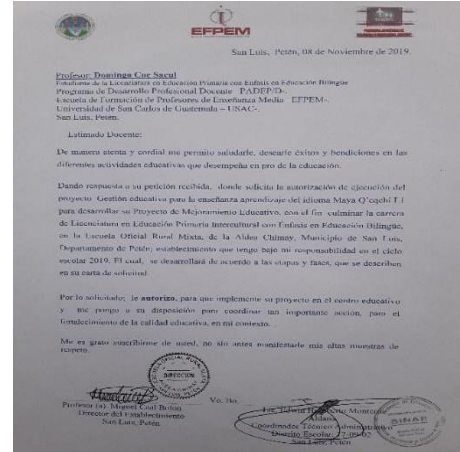 EFPEM
San Luis, Petén, 08 de Noviembre de 2019.
Profesor: Domingo Cuc Sacul
Estudiante de la Licenciatura en Educación Primaria con Énfasis en Educación Bilingüe
Programa de Desarrollo Profesional Docente PADEP/D-.
Escuela de Formación de Profesores de Enseñanza Media EFPEM-.
Universidad de San Carlos de Guatemala – USAC-.
San Luis, Petén.
Estimado Docente:
De manera atenta y cordial me permito saludarle, desearle éxitos y bendiciones en las
diferentes actividades educativas que desempeña en pro de la educación.
Dando respuesta a su petición recibida, donde solicita la autorización de ejecución del
proyecto Gestión educativa para la enseñanza aprendizaje del idioma Maya Q'eqchi
para desarrollar su Proyecto de Mejoramiento Educativo, con el fin culminar la carrera
de Licenciatura en Educación Primaria Intercultural con Énfasis en Educación Bilingüe,
en la Escuela Oficial Rural Mixta, de la Aldea Chimay, Municipio de San Luis,
Departamento de Petén; establecimiento que tengo bajo mi responsabilidad en el ciclo
escolar 2019. El cual, se desarrollará de acuerdo a las etapas y fases, que se describen
en su carta de solicitud.
Por lo solicitado; le autorizo, para que implemente su proyecto en el centro educativo
y me pongo a su disposición para coordinar tan importante acción, para el
fortalecimiento de la calidad educativa, en mi contexto.
Me es grato suscribirme de usted, no sin antes manifestarle mis altas muestras de
respeto.
DIRECCION
Vo. Bo.
Profesor (a). Miguel Caal
Director del Establecimiento
San Luis, Petén.
Lic. Edwin
Aldana
Coordinador Técnico Administrativo
Distrito Escolar
San Luis, Petén
SINAE